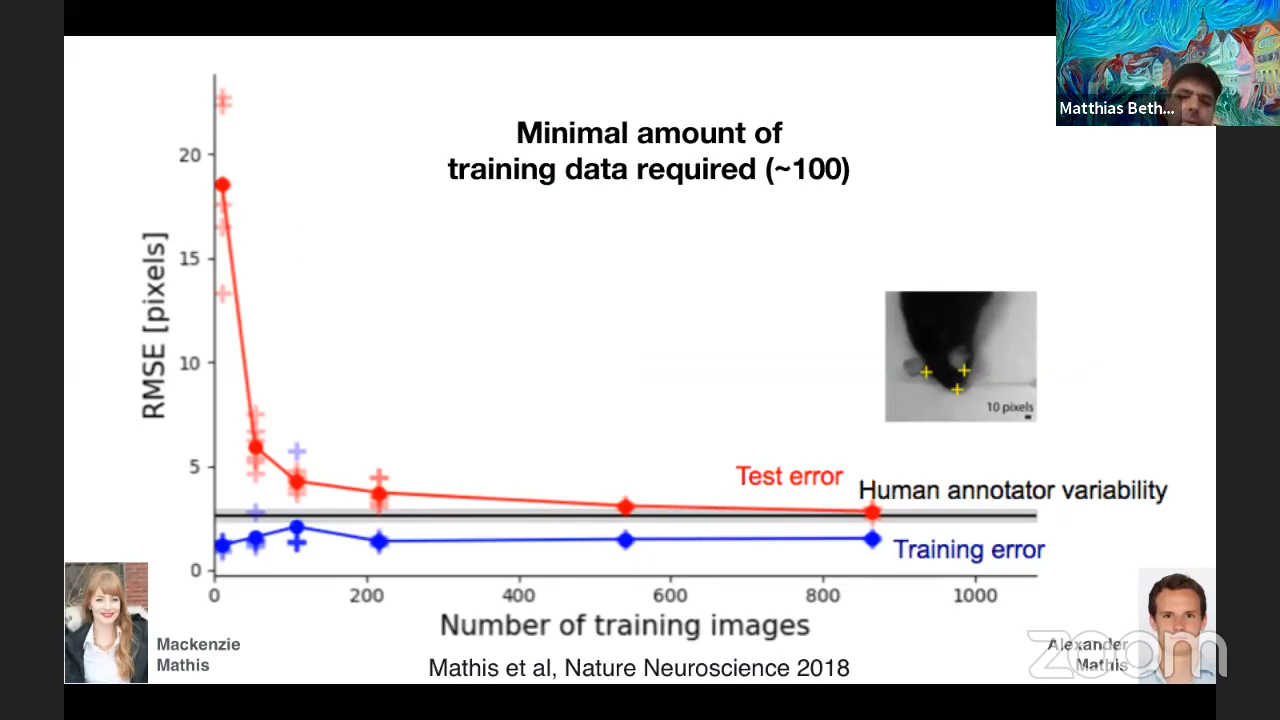 Matthias Beth...
Minimal amount of
training data required (~100)
RMSE [pixels]
20
15
10
5
0
10 pixels
Test error
Human annotator variability
Training error
0
200
400
600
800
1000
Number of training images
Mackenzie
Mathis
Mathis et al, Nature Neuroscience 2018
Alexander
Mathis
zoom